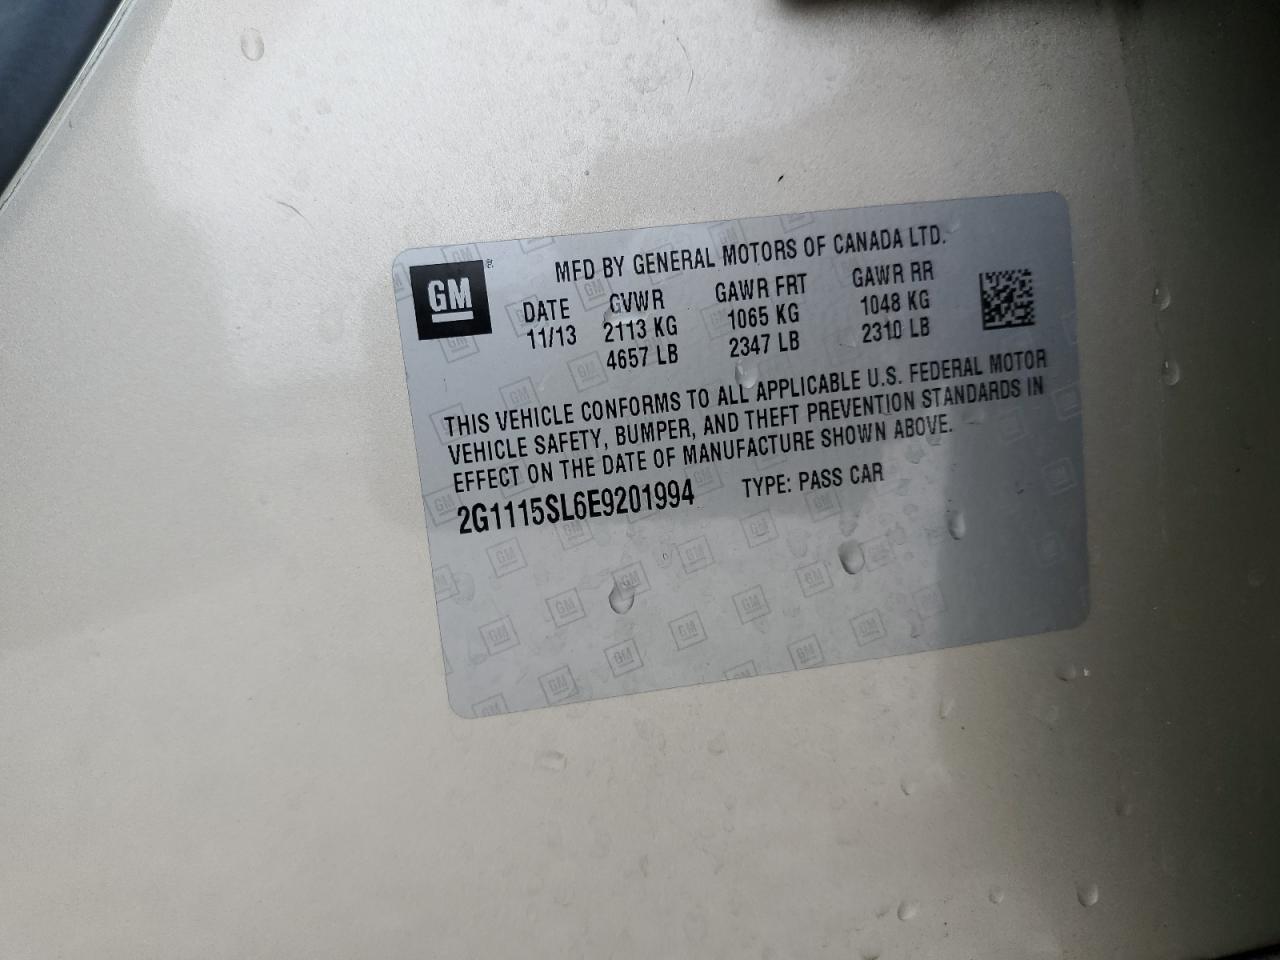 GM
MFD BY GENERAL MOTORS OF CANADA LTD.
DATE GVWR GAWR FRT GAWR RR
11/13 2113 KG 1065 KG 1048 KG
4657 LB 2347 LB 2310 LB
THIS VEHICLE CONFORMS TO ALL APPLICABLE U.S. FEDERAL MOTOR
VEHICLE SAFETY, BUMPER, AND THEFT PREVENTION STANDARDS IN
EFFECT ON THE DATE OF MANUFACTURE SHOWN ABOVE.
2G1115SL6E9201994 TYPE: PASS CAR